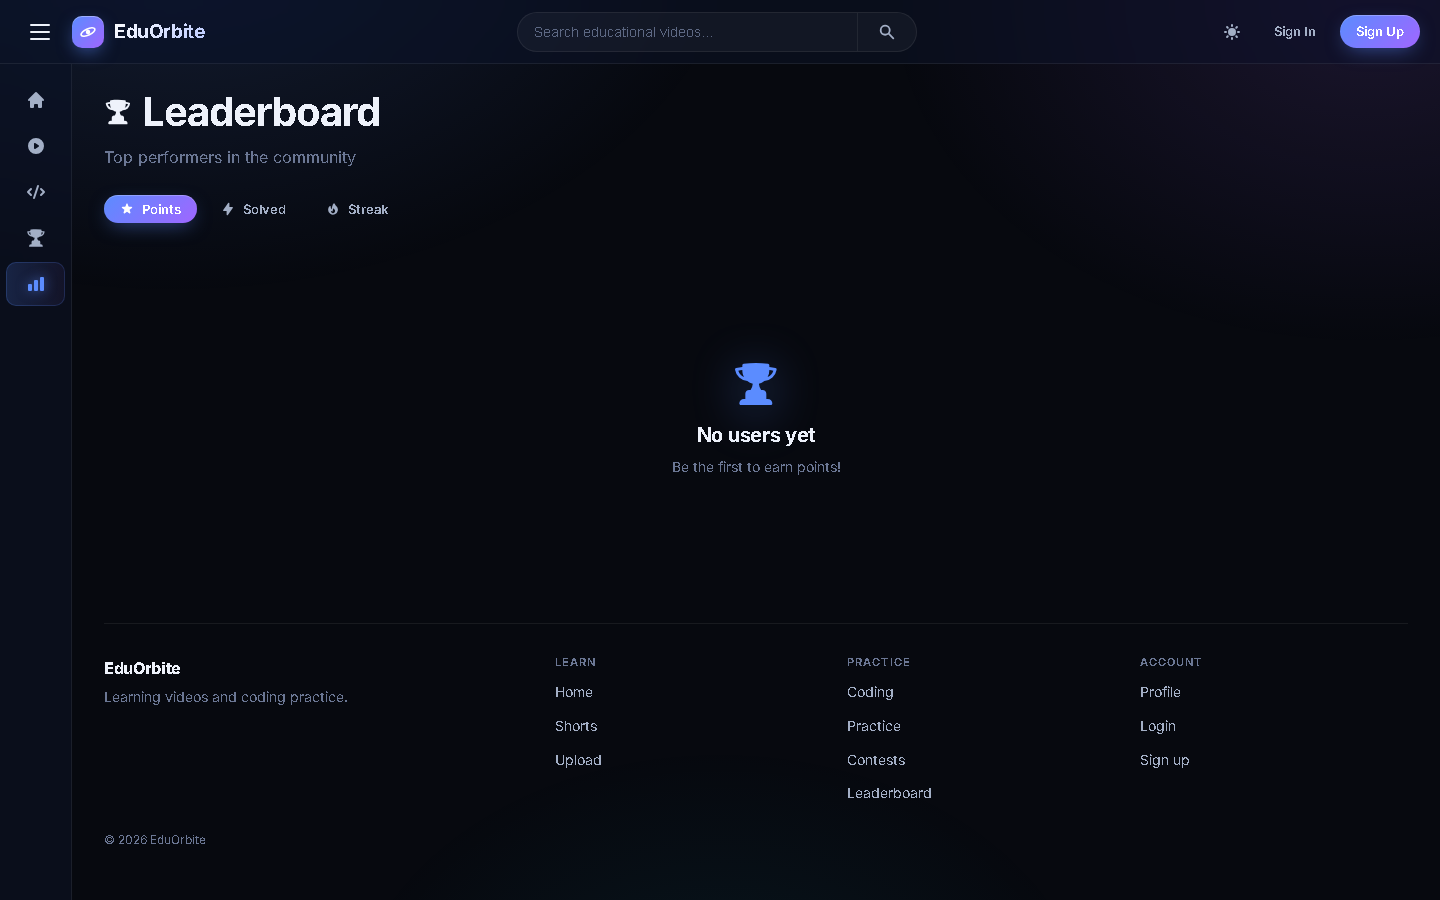 EduOrbite
Search educational videos...
Sign In
Sign Up
Leaderboard
Top performers in the community
Points
Solved
Streak
No users yet
Be the first to earn points!
EduOrbite
Learning videos and coding practice.
LEARN
Home
Shorts
Upload
PRACTICE
Coding
Practice
Contests
Leaderboard
ACCOUNT
Profile
Login
Sign up
© 2026 EduOrbite